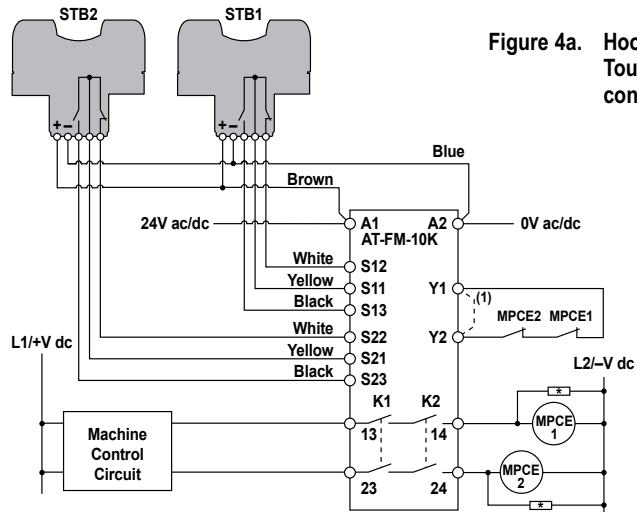 STB2
STB1
Figure 4a. Hoo
Tou
con
+ −
+ −
Blue
Brown
24V ac/dc
A1
A2
0V ac/dc
AT-FM-10K
White
S12
Yellow
S11
Y1
(1)
Black
S13
MPCE2
MPCE1
White
S22
Y2
L1/+V dc
Yellow
S21
L2/–V dc
Black
S23
*
K1
K2
Machine
Control
Circuit
13
14
MPCE
1
23
24
MPCE
2
*